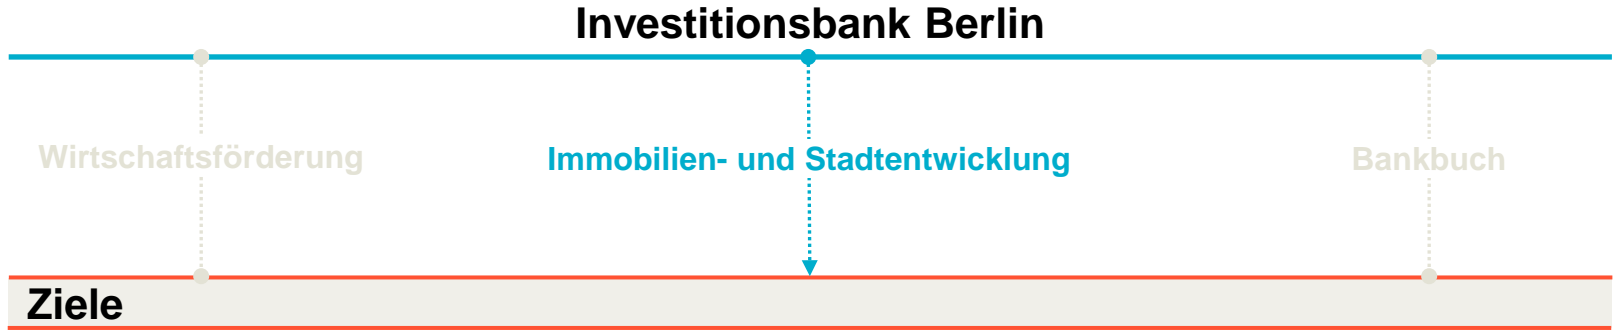 Investitionsbank Berlin
Wirtschaftsförderung
Immobilien- und Stadtentwicklung
Bankbuch
Ziele